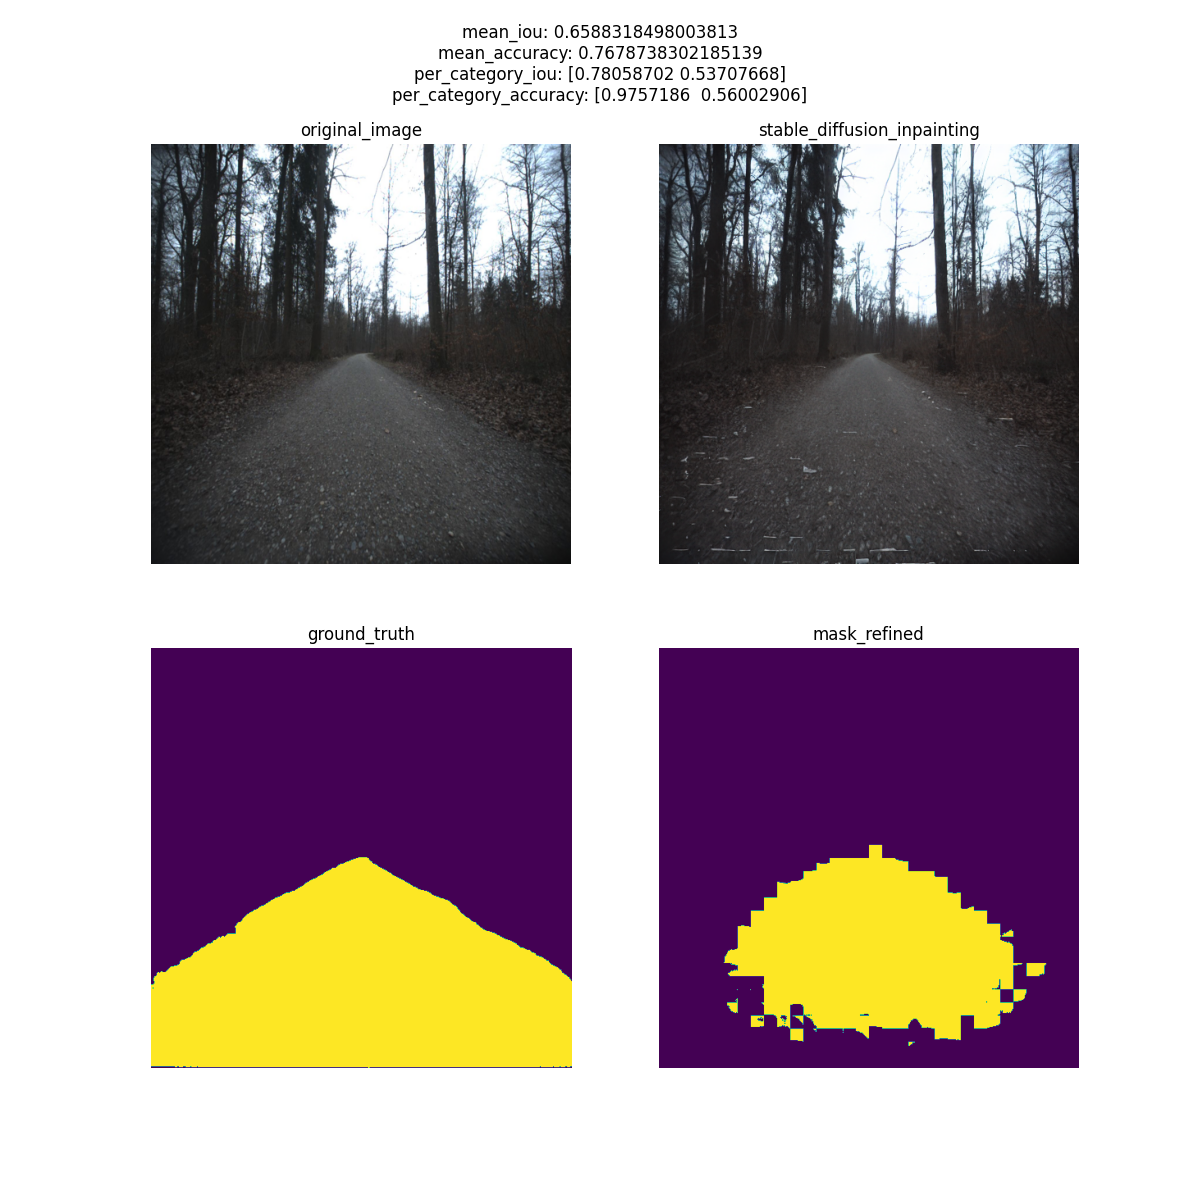 mean_iou: 0.6588318498003813
mean_accuracy: 0.7678738302185139
per_category_iou: [0.78058702 0.53707668]
per_category_accuracy: [0.9757186  0.56002906]
original_image
stable_diffusion_inpainting
ground_truth
mask_refined